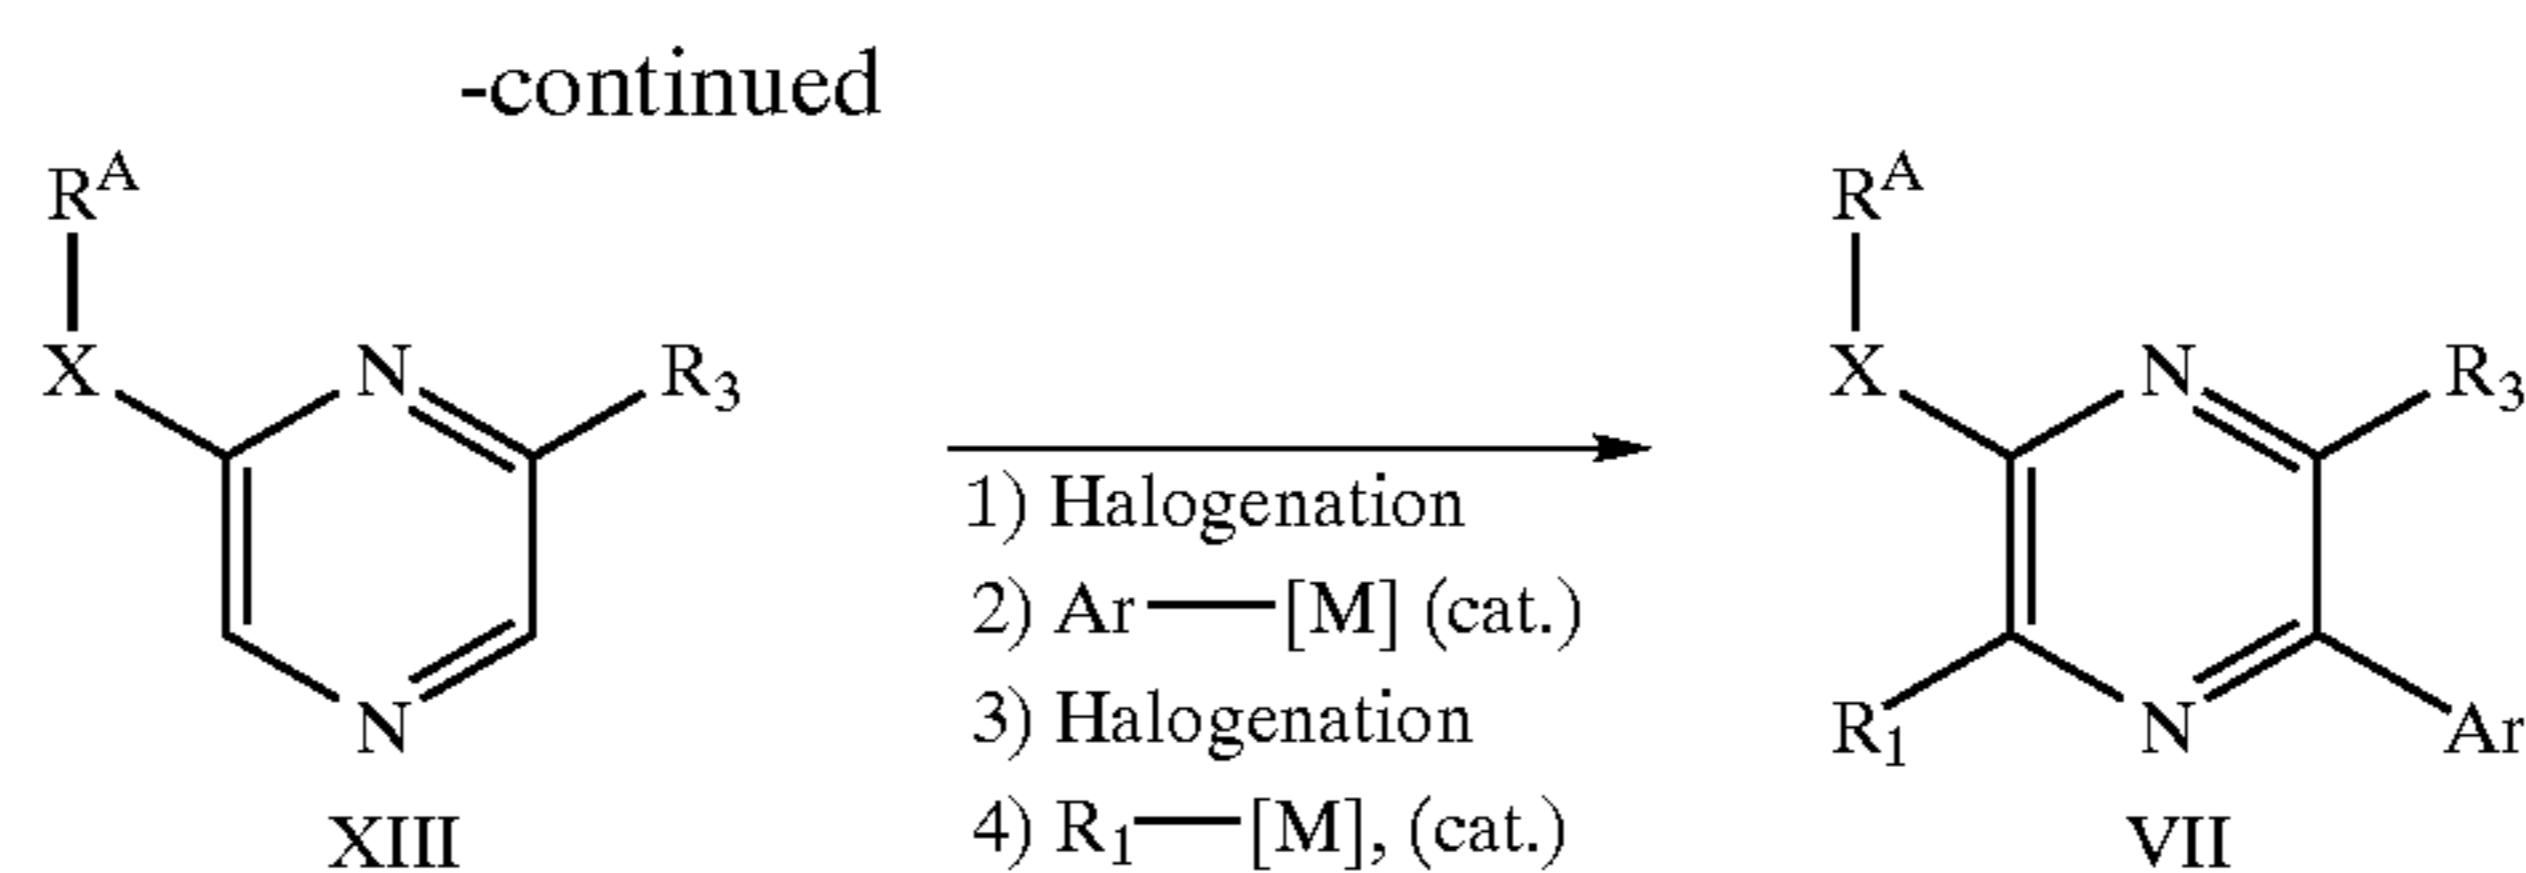 -continued
R^A
X N R3
N
XIII
1) Halogenation
2) Ar—[M] (cat.)
3) Halogenation
4) R1—[M], (cat.)
R^A
X N R3
R1 N Ar
VII